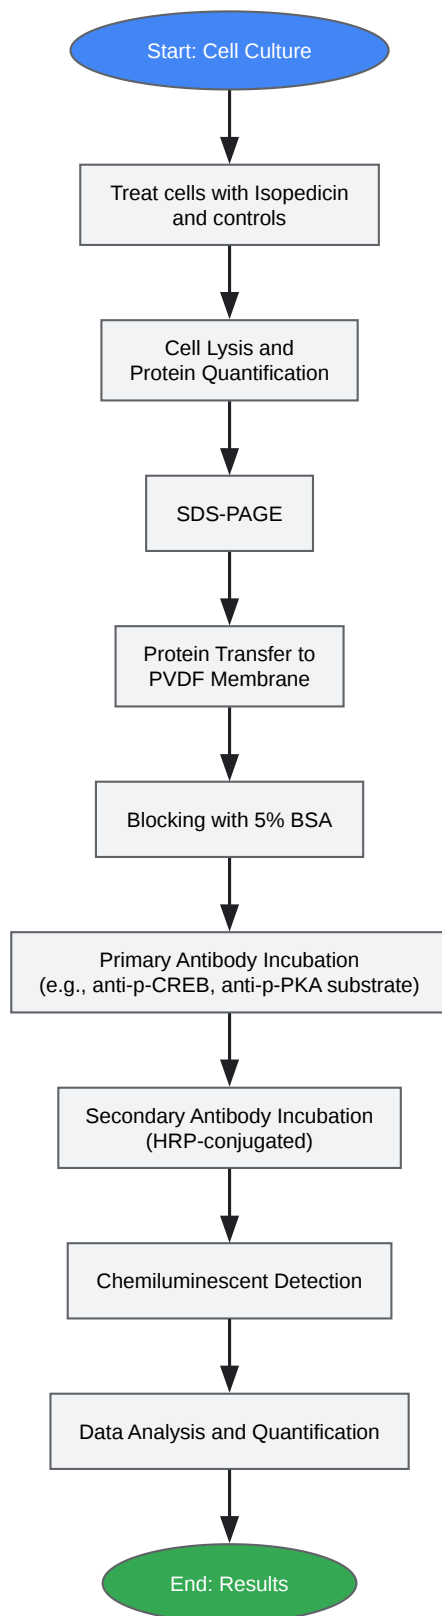 Start: Cell Culture
Treat cells with Isopedicin
and controls
Cell Lysis and
Protein Quantification
SDS-PAGE
Protein Transfer to
PVDF Membrane
Blocking with 5% BSA
Primary Antibody Incubation
(e.g., anti-p-CREB, anti-p-PKA substrate)
Secondary Antibody Incubation
(HRP-conjugated)
Chemiluminescent Detection
Data Analysis and Quantification
End: Results